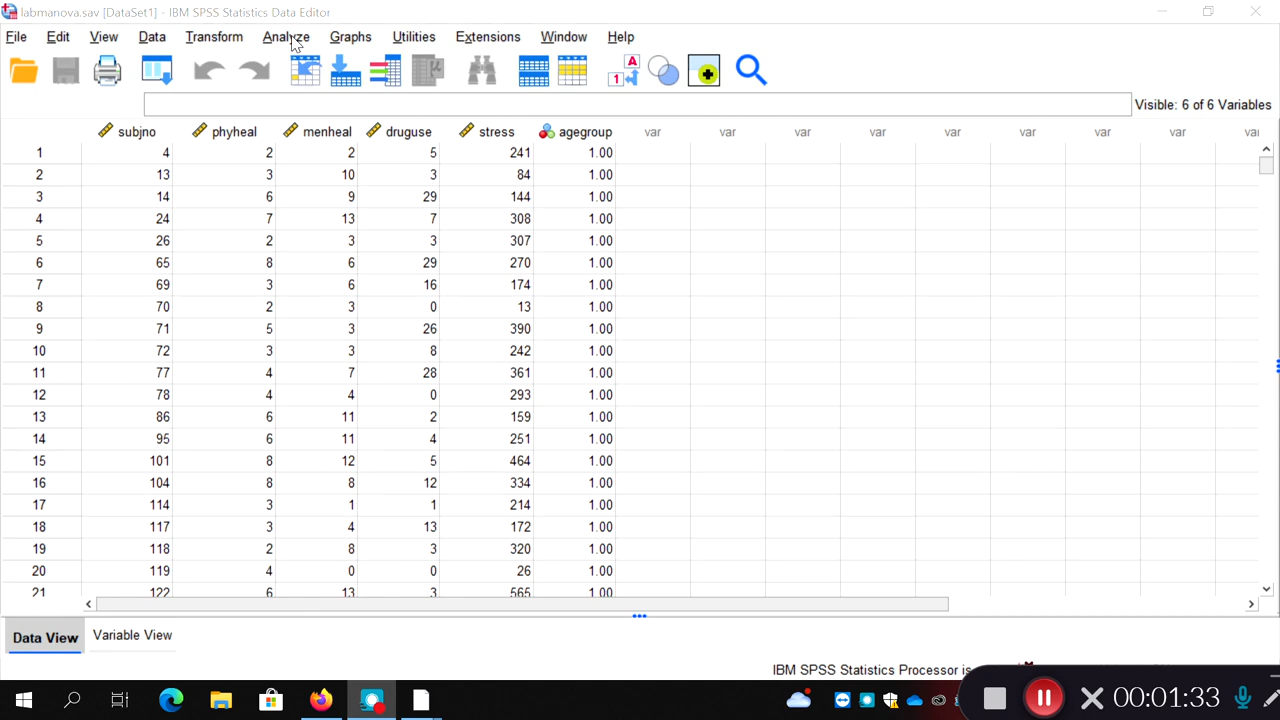 labmanova.sav [DataSet1] - IBM SPSS Statistics Data Editor
File Edit View Data Transform Analyze Graphs Utilities Extensions Window Help
1 A
Visible: 6 of 6 Variables
subjno phyheal menheal druguse stress agegroup var var var var var var var var
1 4 2 2 5 241 1.00
2 13 3 10 3 84 1.00
3 14 6 9 29 144 1.00
4 24 7 13 7 308 1.00
5 26 2 3 3 307 1.00
6 65 8 6 29 270 1.00
7 69 3 6 16 174 1.00
8 70 2 3 0 13 1.00
9 71 5 3 26 390 1.00
10 72 3 3 8 242 1.00
11 77 4 7 28 361 1.00
12 78 4 4 0 293 1.00
13 86 6 11 2 159 1.00
14 95 6 11 4 251 1.00
15 101 8 12 5 464 1.00
16 104 8 8 12 334 1.00
17 114 3 1 1 214 1.00
18 117 3 4 13 172 1.00
19 118 2 8 3 320 1.00
20 119 4 0 0 26 1.00
21 122 6 13 3 565 1.00
Data View Variable View
IBM SPSS Statistics Processor is
00:01:33